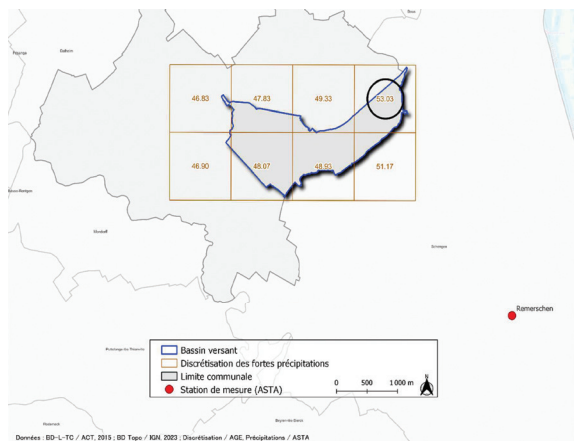 46.83 47.83 49.33 53.03
46.90 48.07 48.93 51.17
Remerschen
Bassin versant
Discrétisation des fortes précipitations
Limite communale
Station de mesure (ASTA)
N
0 500 1 000 m
Données : BD-L-TC / ACT, 2015 ; BD Topo / IGN, 2023 ; Discrétisation / AGE, Précipitations / ASTA